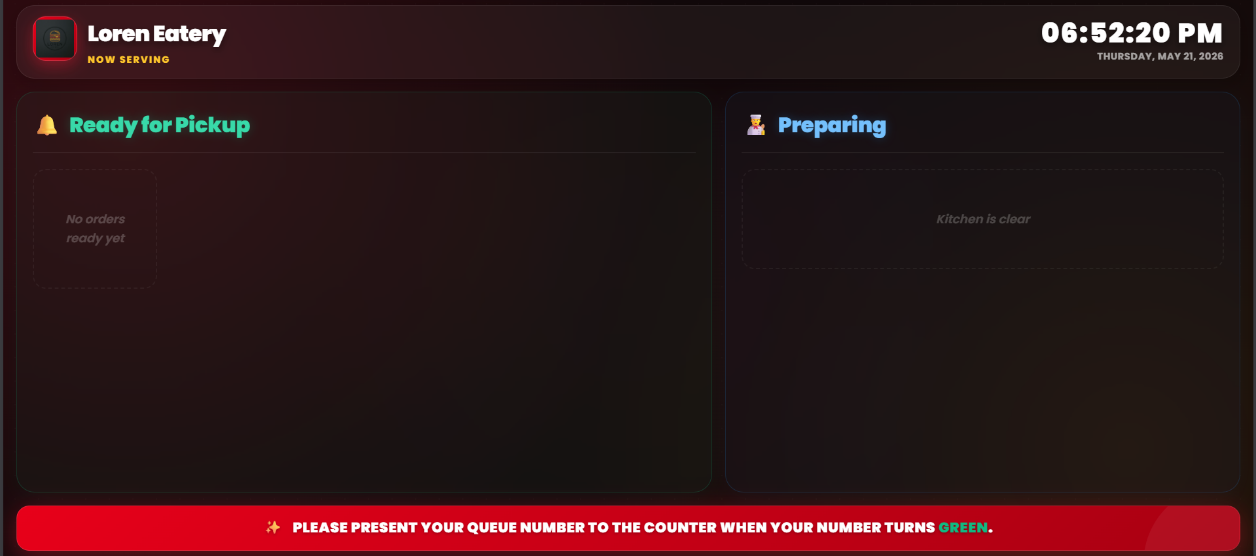 Loren Eatery
NOW SERVING
06:52:20 PM
THURSDAY, MAY 21, 2026
Ready for Pickup
No orders
ready yet
Preparing
Kitchen is clear
PLEASE PRESENT YOUR QUEUE NUMBER TO THE COUNTER WHEN YOUR NUMBER TURNS GREEN.